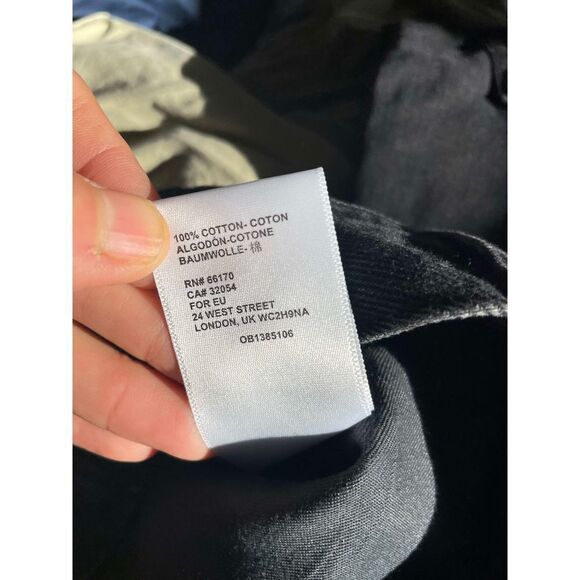 100% COTTON- COTON
ALGODÓN-COTONE
BAUMWOLLE- 棉
RN# 66170
CA# 32054
FOR EU
24 WEST STREET
LONDON, UK WC2H9NA
OB1385106